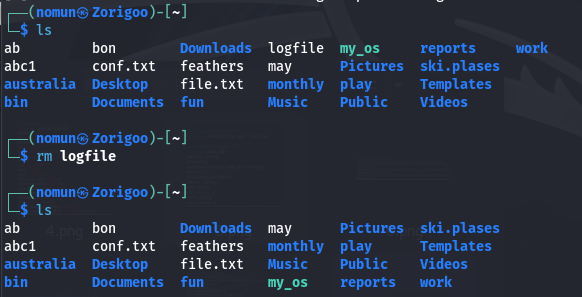 ┌──(nomun㉿Zorigoo)-[~]
└─$ ls
ab bon Downloads logfile my_os reports work
abc1 conf.txt feathers may Pictures ski.plases
australia Desktop file.txt monthly play Templates
bin Documents fun Music Public Videos
┌──(nomun㉿Zorigoo)-[~]
└─$ rm logfile
┌──(nomun㉿Zorigoo)-[~]
└─$ ls
ab bon Downloads may Pictures ski.plases
abc1 conf.txt feathers monthly play Templates
australia Desktop file.txt Music Public Videos
bin Documents fun my_os reports work
4.png